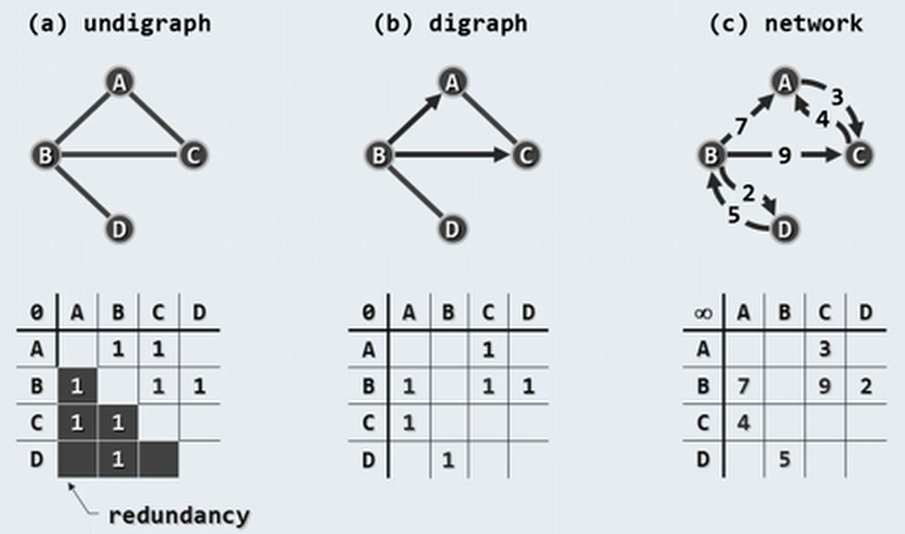 (a) undigraph
(b) digraph
(c) network
A
B
C
D
A
B
C
D
A
3
4
7
B
9
C
2
5
D
0 A B C D
A 1 1
B 1 1 1
C 1 1
D 1
redundancy
0 A B C D
A 1
B 1 1 1
C 1
D 1
∞ A B C D
A 3
B 7 9 2
C 4
D 5